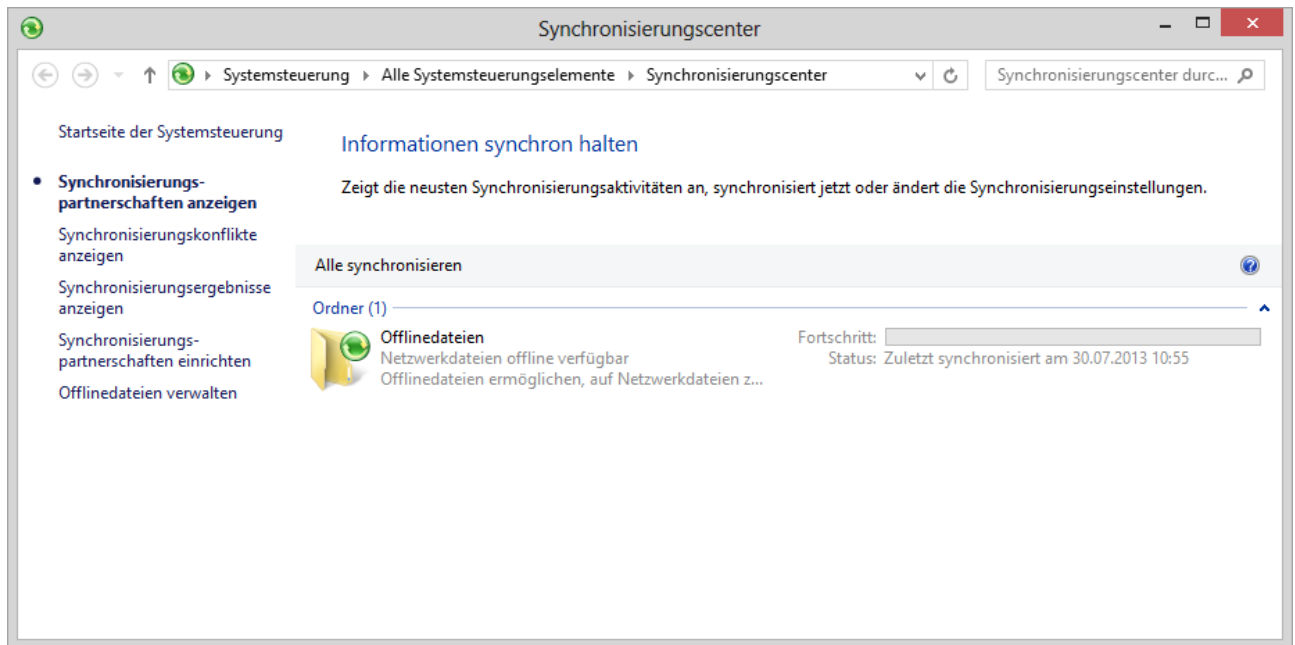 Synchronisierungscenter
Systemsteuerung Alle Systemsteuerungselemente Synchronisierungscenter
Synchronisierungscenter durc...
Startseite der Systemsteuerung
Synchronisierungs-
partnerschaften anzeigen
Synchronisierungskonflikte
anzeigen
Synchronisierungsergebnisse
anzeigen
Synchronisierungs-
partnerschaften einrichten
Offlinedateien verwalten
Informationen synchron halten
Zeigt die neusten Synchronisierungsaktivitäten an, synchronisiert jetzt oder ändert die Synchronisierungseinstellungen.
Alle synchronisieren
Ordner (1)
Offlinedateien
Netzwerkdateien offline verfügbar
Offlinedateien ermöglichen, auf Netzwerkdateien z...
Fortschritt:
Status: Zuletzt synchronisiert am 30.07.2013 10:55